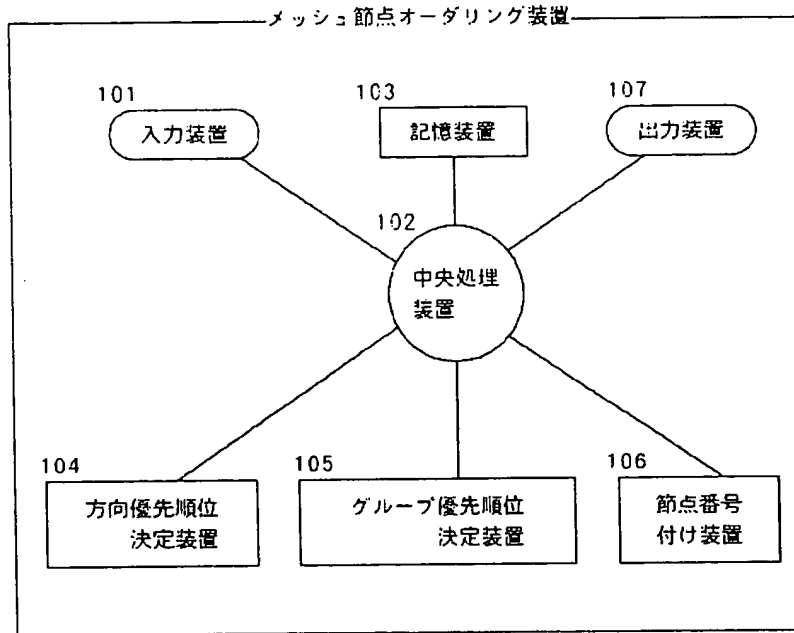 メッシュ節点オーダリング装置
101
入力装置
103
記憶装置
107
出力装置
102
中央処理
装置
104
方向優先順位
決定装置
105
グループ優先順位
決定装置
106
節点番号
付け装置